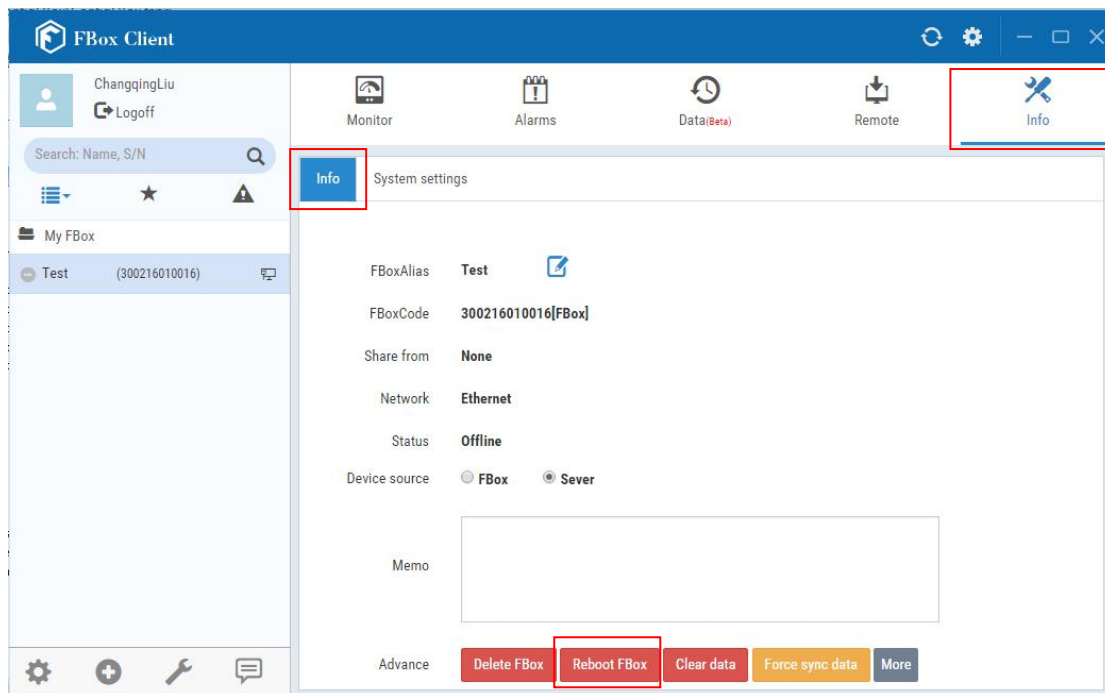 FBox Client
ChangqingLiu
Logoff
Search: Name, S/N
My FBox
Test (300216010016)
Monitor
Alarms
Data(Beta)
Remote
Info
Info System settings
FBoxAlias Test
FBoxCode 300216010016[FBox]
Share from None
Network Ethernet
Status Offline
Device source FBox Sever
Memo
Advance Delete FBox Reboot FBox Clear data Force sync data More